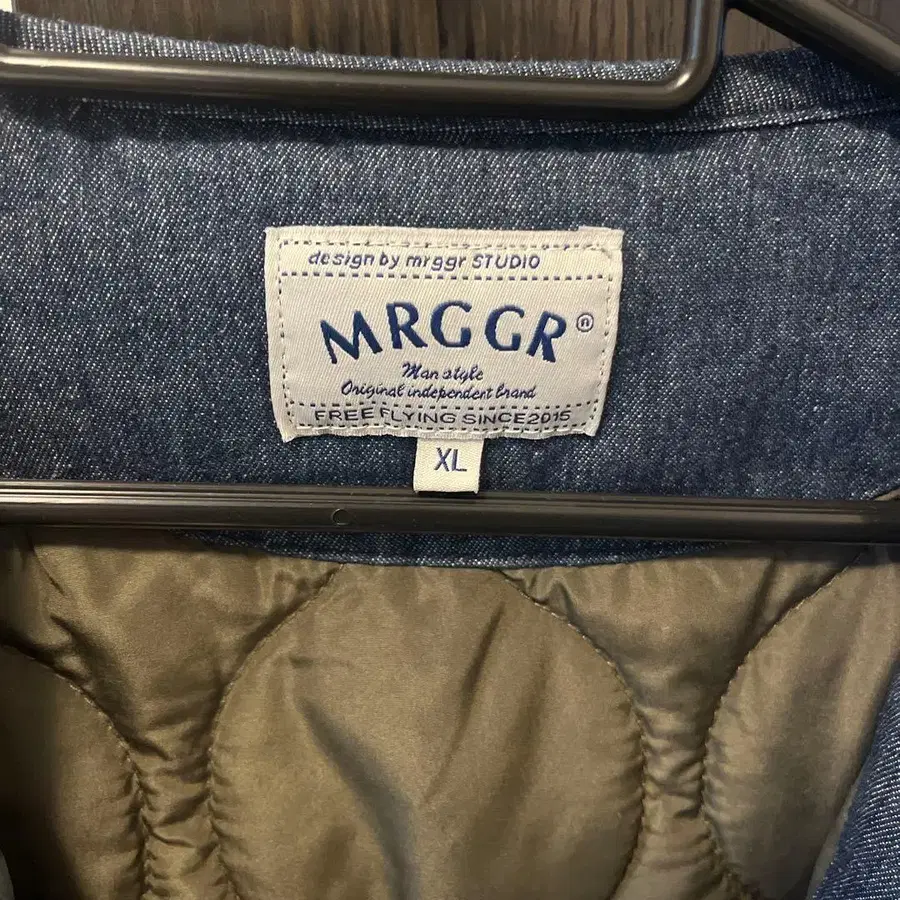 design by mrggr STUDIO
MRGGR®
Man style
Original independent brand
FREE FLYING SINCE2015
XL